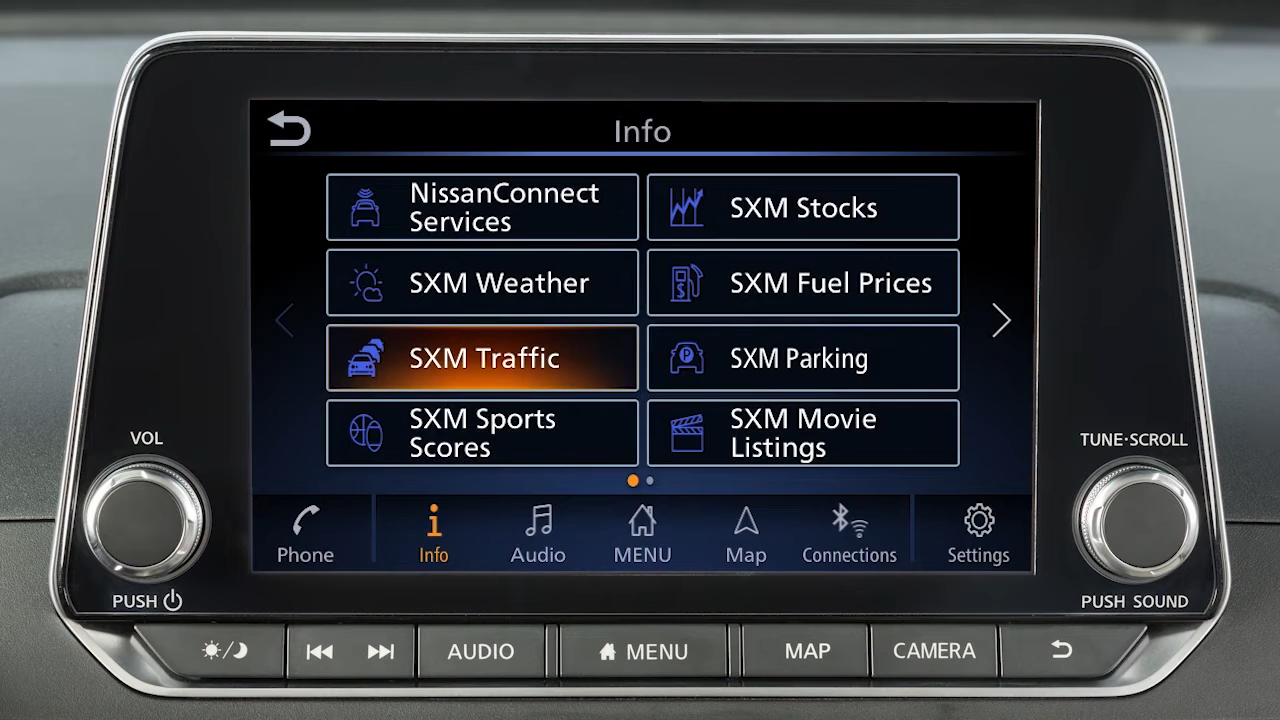 Info
NissanConnect
Services
SXM Stocks
SXM Weather
SXM Fuel Prices
SXM Traffic
SXM Parking
SXM Sports
Scores
SXM Movie
Listings
VOL
TUNE·SCROLL
Phone
Info
Audio
MENU
Map
Connections
Settings
PUSH
PUSH SOUND
AUDIO
MENU
MAP
CAMERA